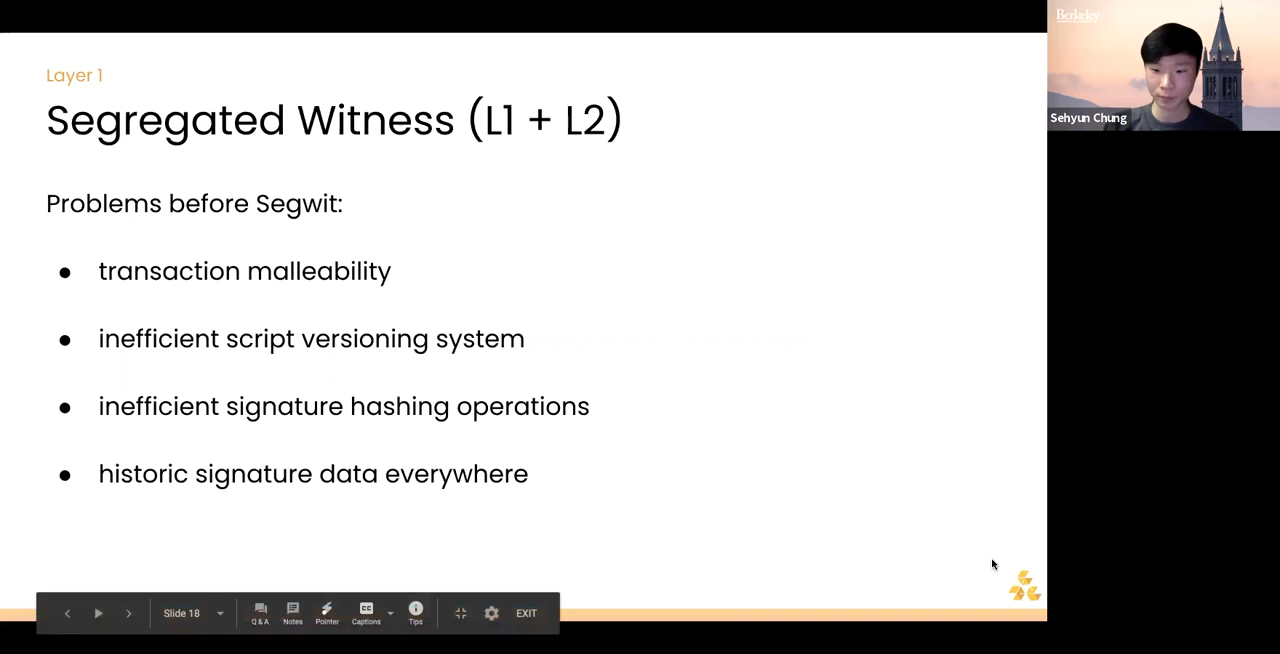 Layer 1
Segregated Witness (L1 + L2)
Problems before Segwit:
● transaction malleability
● inefficient script versioning system
● inefficient signature hashing operations
● historic signature data everywhere
Berkeley
Sehyun Chung
Slide 18
Q & A
Notes
Pointer
CC
Captions
Tips
EXIT